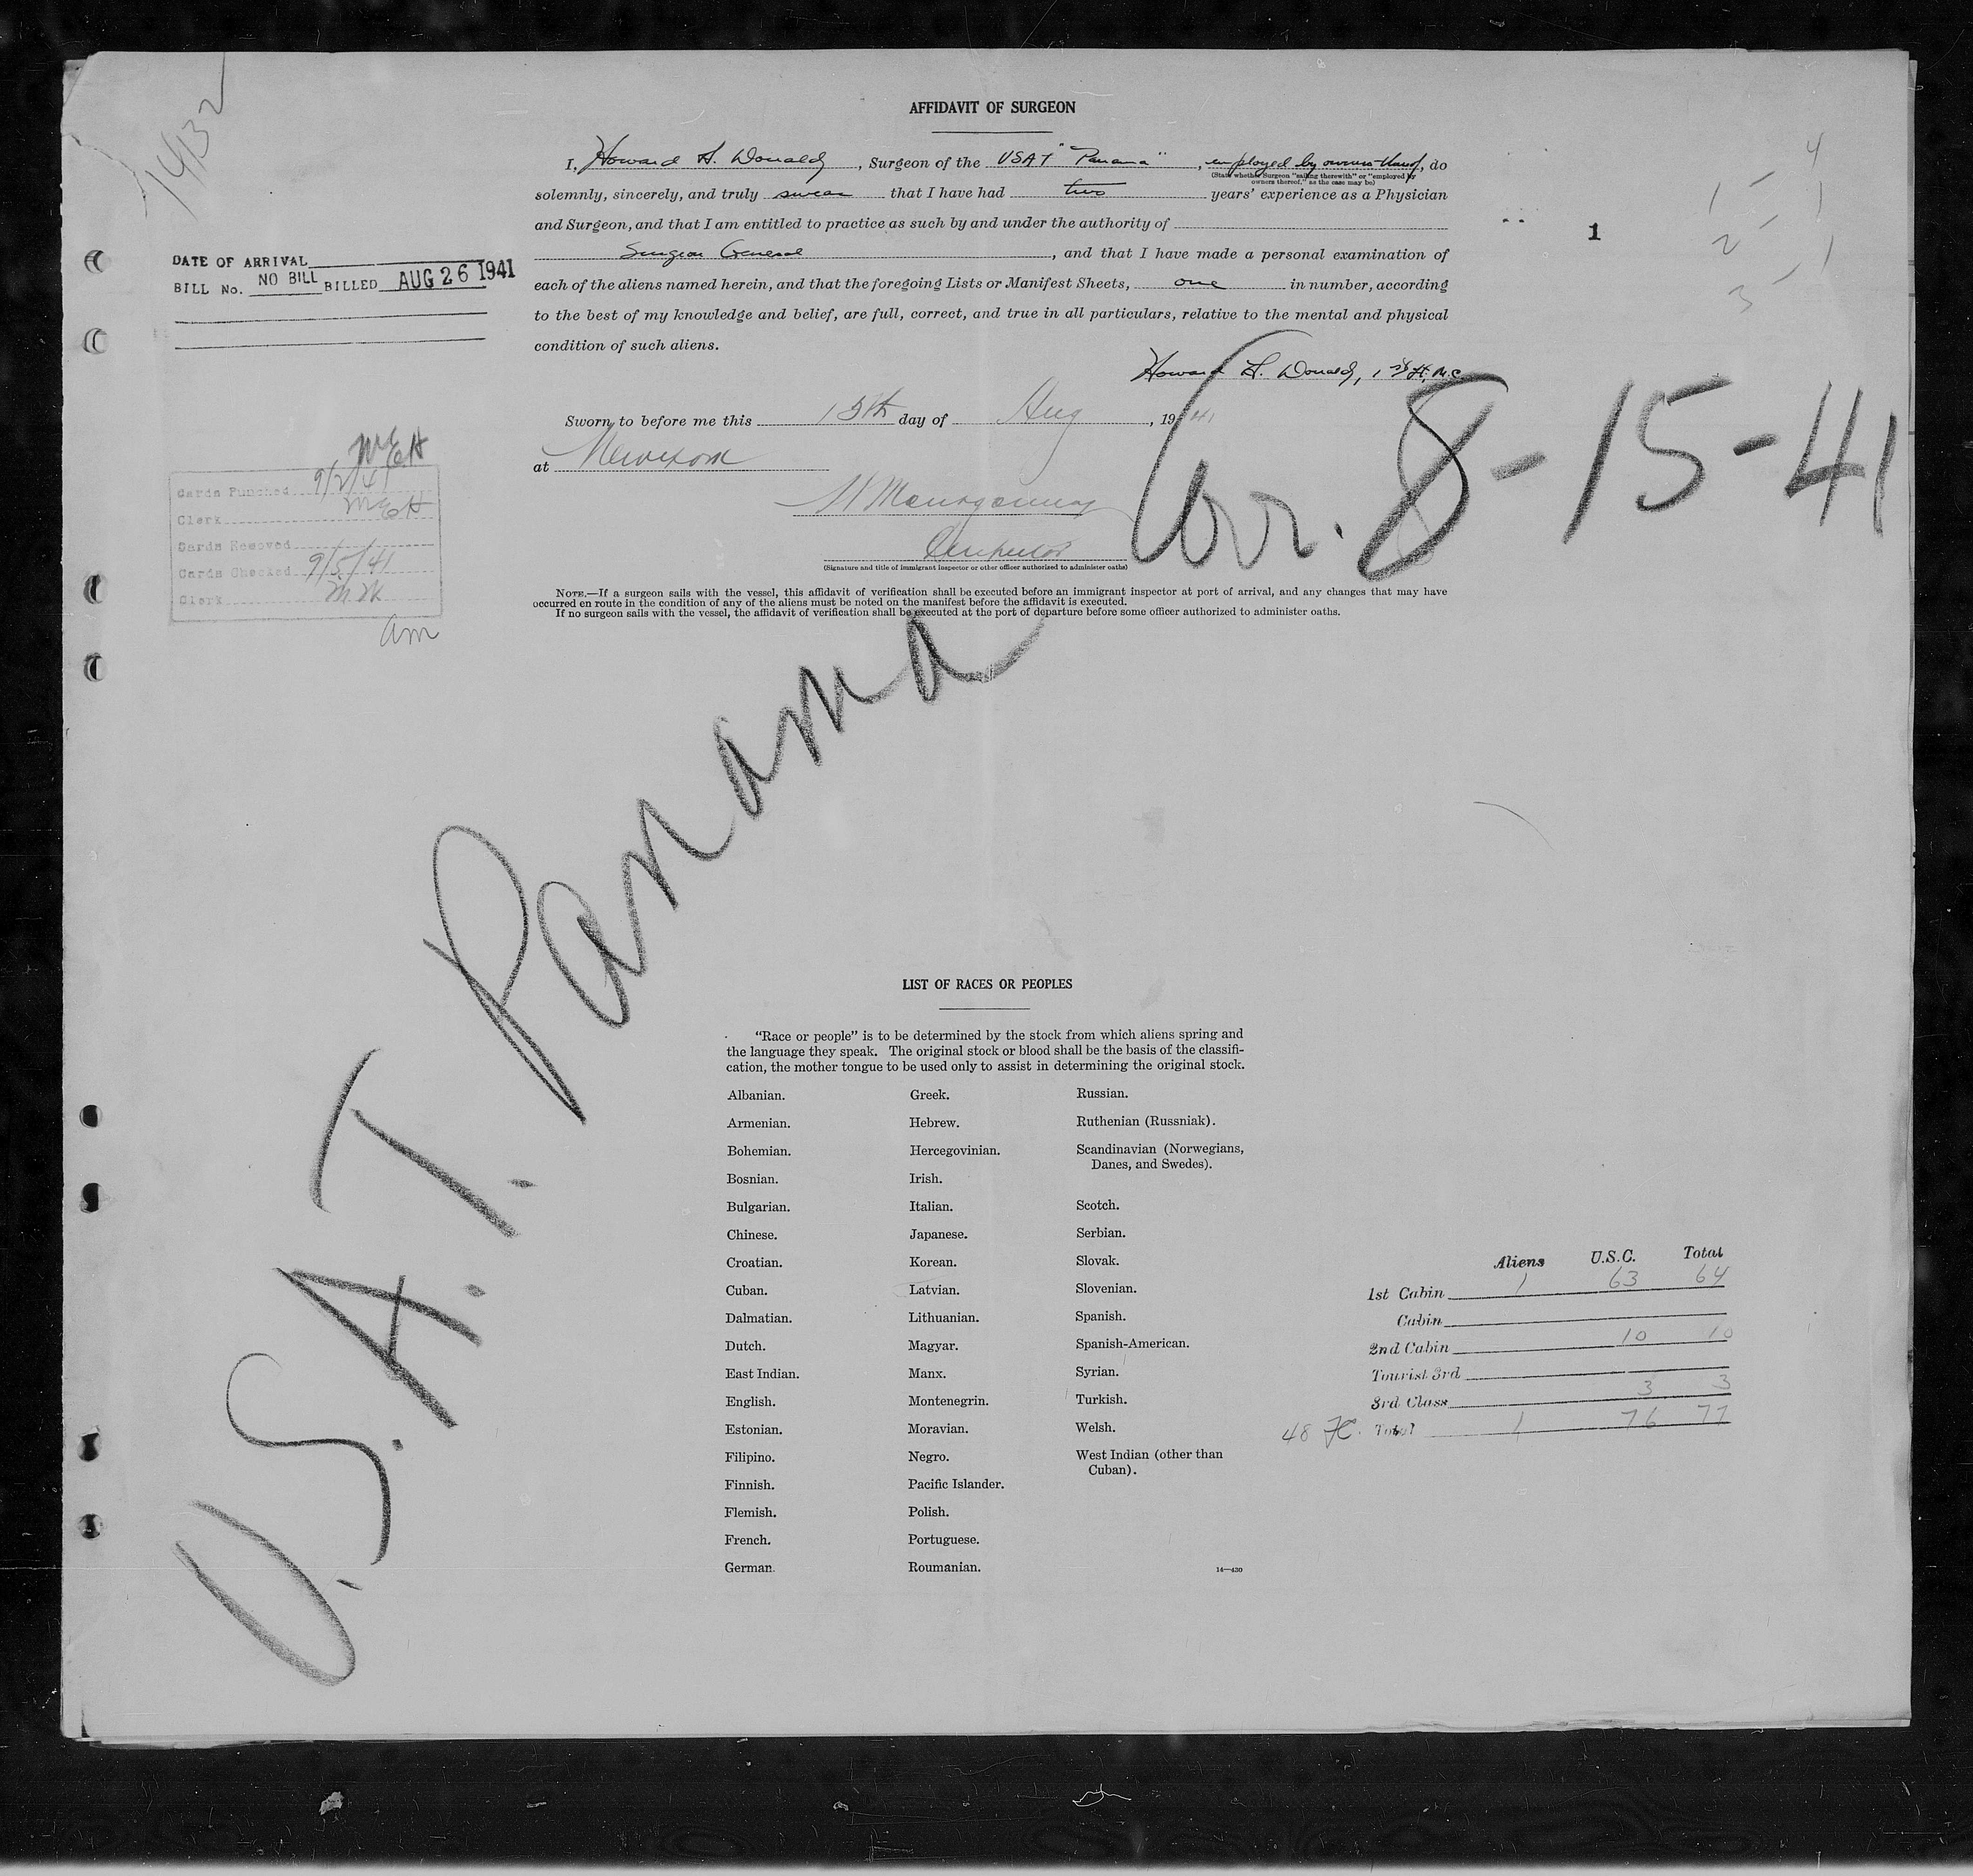 14132
AFFIDAVIT OF SURGEON
I, Howard H. Donald, Surgeon of the USAT "Panama", employed by owners thereof, do
(State whether Surgeon "sailing therewith" or "employed by
owners thereof," as the case may be)
solemnly, sincerely, and truly swear that I have had two years' experience as a Physician
and Surgeon, and that I am entitled to practice as such by and under the authority of
Surgeon General, and that I have made a personal examination of
each of the aliens named herein, and that the foregoing Lists or Manifest Sheets, one in number, according
to the best of my knowledge and belief, are full, correct, and true in all particulars, relative to the mental and physical
condition of such aliens.
Howard H. Donald, 1st Lt. M.C.
Sworn to before me this 15th day of Aug, 1941
at New York
Montgomery
Inspector
(Signature and title of immigrant inspector or other officer authorized to administer oaths)
NOTE.—If a surgeon sails with the vessel, this affidavit of verification shall be executed before an immigrant inspector at port of arrival, and any changes that may have
occurred en route in the condition of any of the aliens must be noted on the manifest before the affidavit is executed.
If no surgeon sails with the vessel, the affidavit of verification shall be executed at the port of departure before some officer authorized to administer oaths.
4
1 - 1
1
2 - 1
3 -
DATE OF ARRIVAL
BILL No. NO BILL BILLED AUG 26 1941
MEH
Cards Punched 9/2/41
Clerk MEH
Cards Removed
Cards Checked 9/5/41
Clerk MM
am
8-15-41
U.S.A.T. Panama
LIST OF RACES OR PEOPLES
"Race or people" is to be determined by the stock from which aliens spring and
the language they speak. The original stock or blood shall be the basis of the classifi-
cation, the mother tongue to be used only to assist in determining the original stock.
Albanian.
Armenian.
Bohemian.
Bosnian.
Bulgarian.
Chinese.
Croatian.
Cuban.
Dalmatian.
Dutch.
East Indian.
English.
Estonian.
Filipino.
Finnish.
Flemish.
French.
German.
Greek.
Hebrew.
Hercegovinian.
Irish.
Italian.
Japanese.
Korean.
Latvian.
Lithuanian.
Magyar.
Manx.
Montenegrin.
Moravian.
Negro.
Pacific Islander.
Polish.
Portuguese.
Roumanian.
Russian.
Ruthenian (Russniak).
Scandinavian (Norwegians,
Danes, and Swedes).
Scotch.
Serbian.
Slovak.
Slovenian.
Spanish.
Spanish-American.
Syrian.
Turkish.
Welsh.
West Indian (other than
Cuban).
14—430
Aliens U.S.C. Total
1st Cabin 1 63 64
Cabin
2nd Cabin 10 10
Tourist 3rd
3rd Class 3 3
48 Total 1 76 77